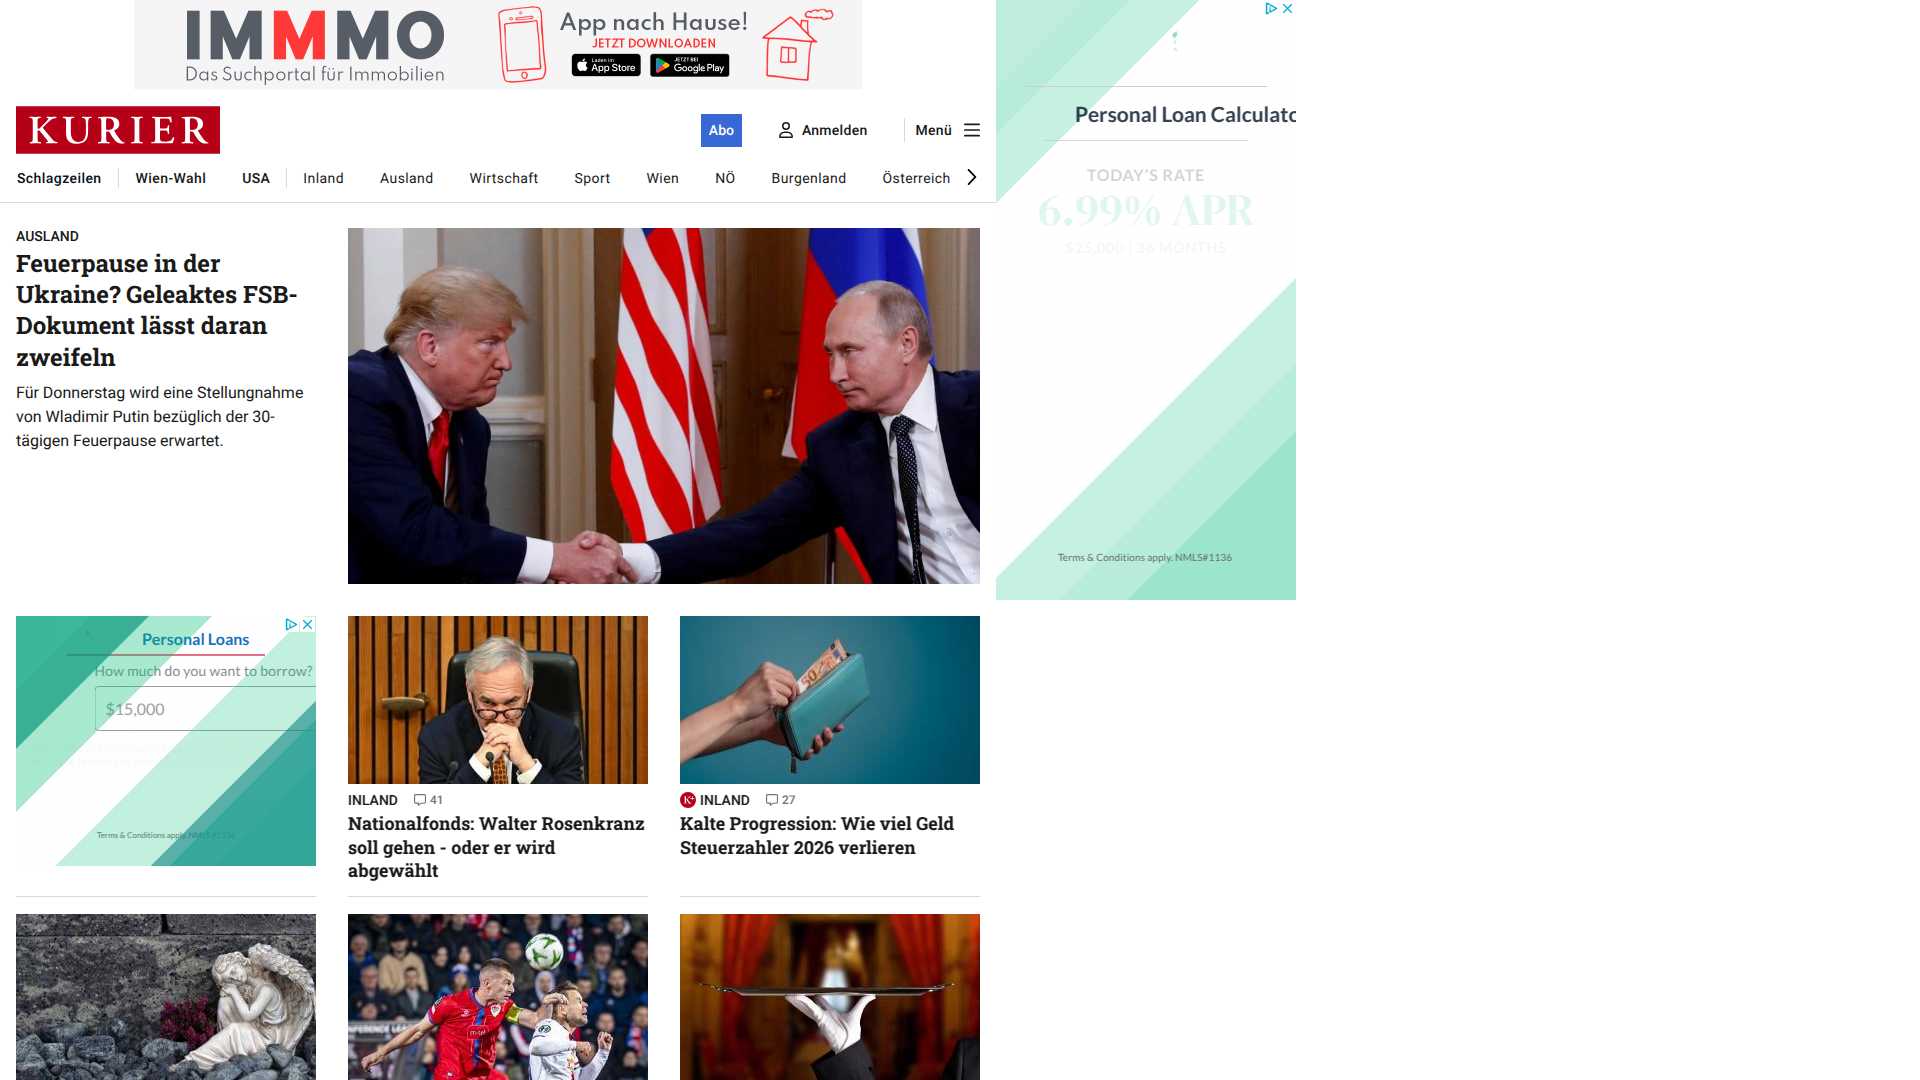 IMMMO
Das Suchportal für Immobilien
App nach Hause!
JETZT DOWNLOADEN
Laden im
App Store
JETZT BEI
Google Play
KURIER
Abo
Anmelden
Menü
Schlagzeilen
Wien-Wahl
USA
Inland
Ausland
Wirtschaft
Sport
Wien
NÖ
Burgenland
Österreich
AUSLAND
Feuerpause in der
Ukraine? Geleaktes FSB-
Dokument lässt daran
zweifeln
Für Donnerstag wird eine Stellungnahme
von Wladimir Putin bezüglich der 30-
tägigen Feuerpause erwartet.
Personal Loan Calculato
TODAY'S RATE
6.99% APR
$25,000 | 36 MONTHS
Terms & Conditions apply. NMLS#1136
Personal Loans
How much do you want to borrow?
$15,000
Terms & Conditions apply. NMLS#1136
INLAND 41
Nationalfonds: Walter Rosenkranz
soll gehen - oder er wird
abgewählt
K+ INLAND 27
Kalte Progression: Wie viel Geld
Steuerzahler 2026 verlieren